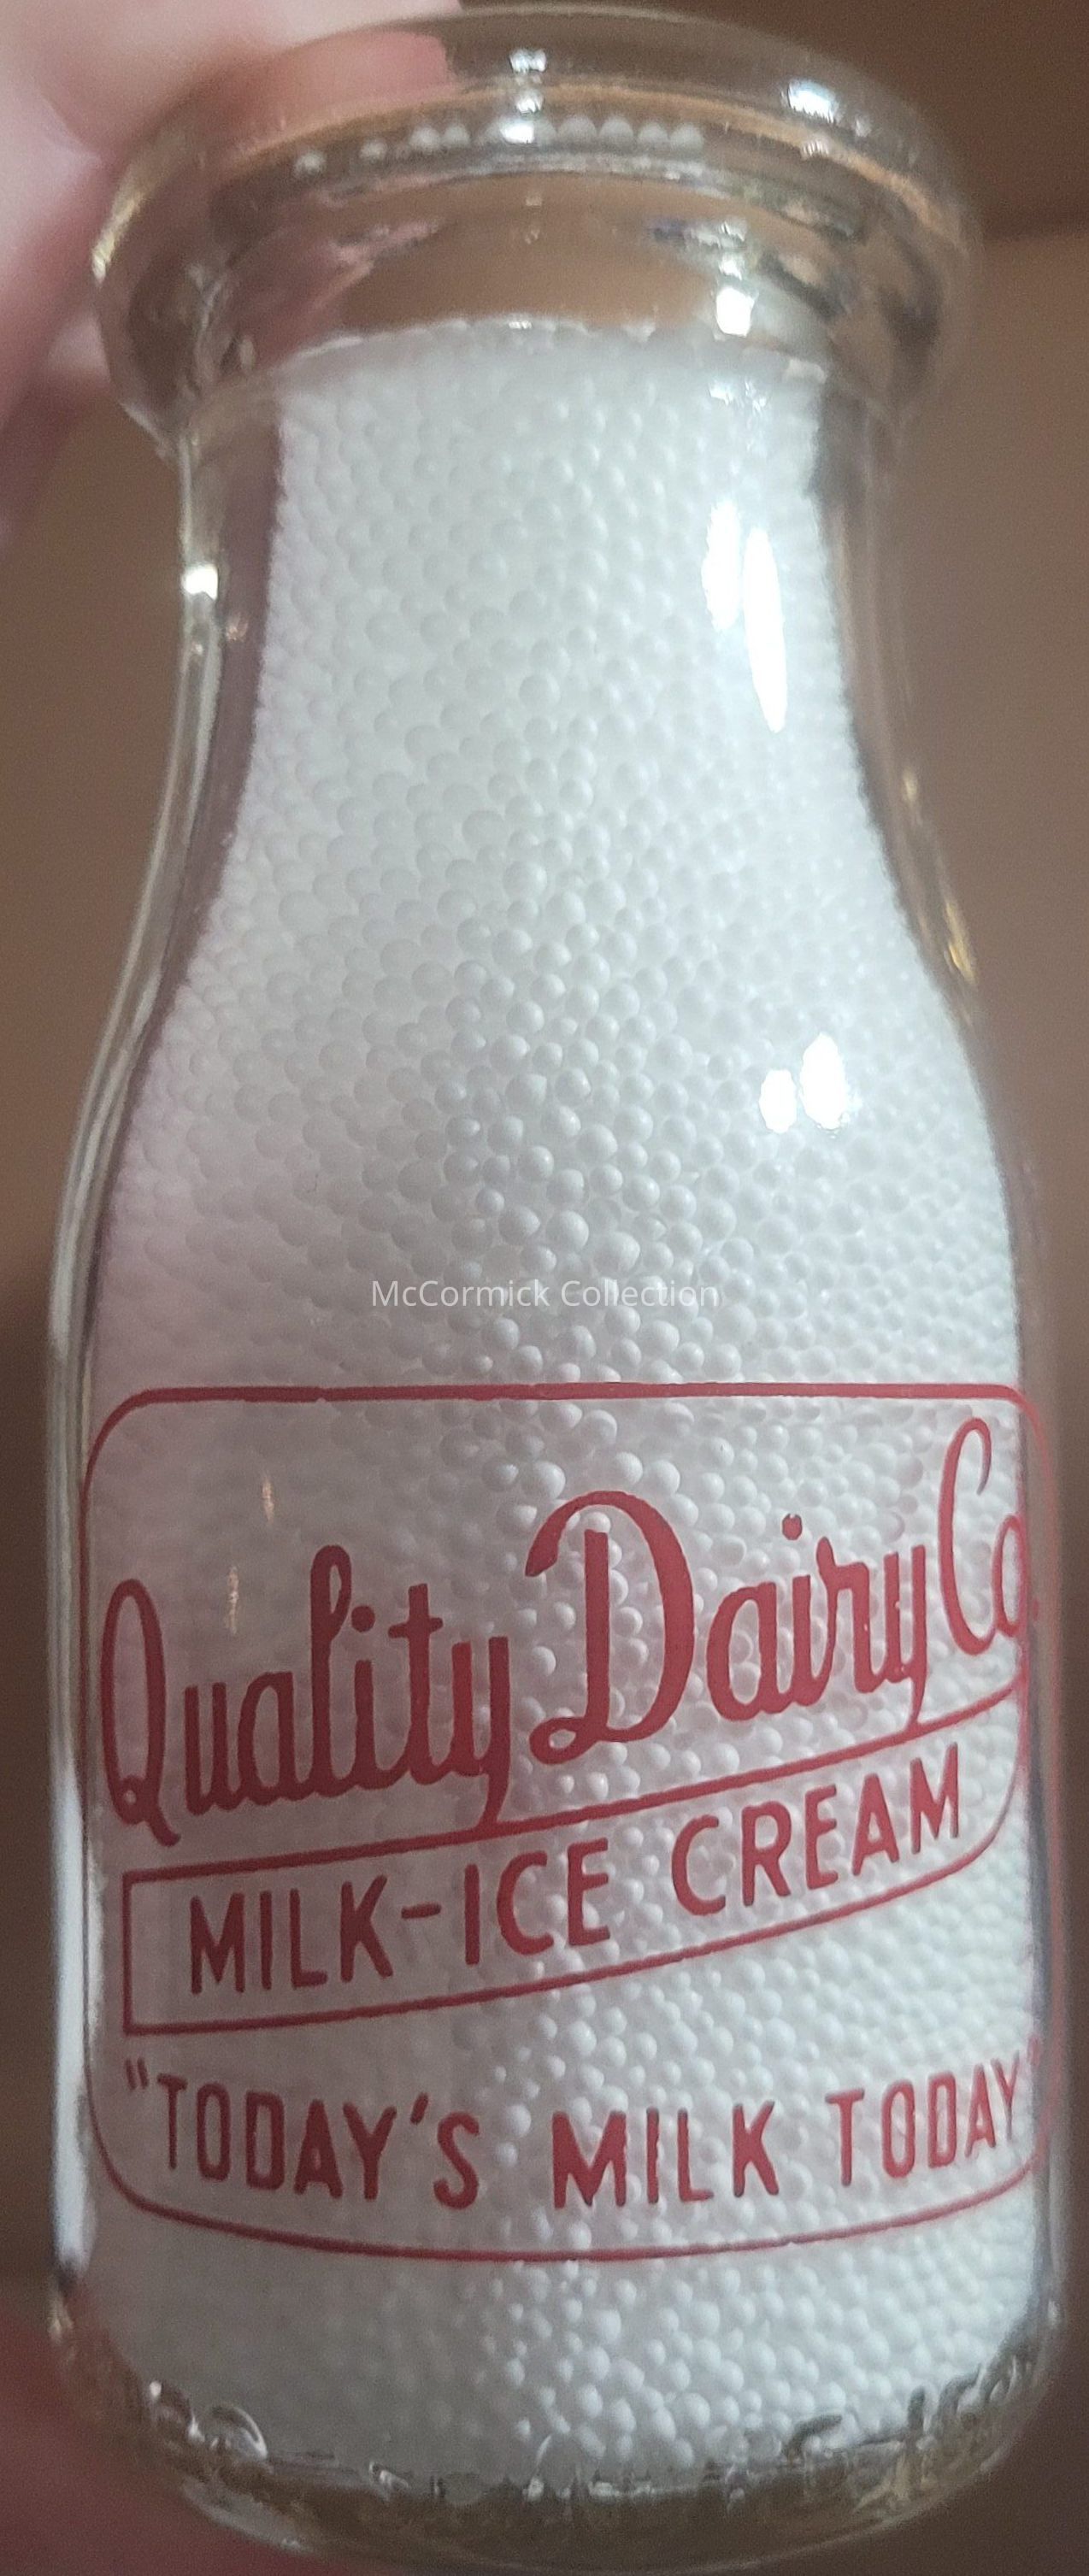 McCormick Collection
Quality Dairy Co.
MILK-ICE CREAM
"TODAY'S MILK TODAY"